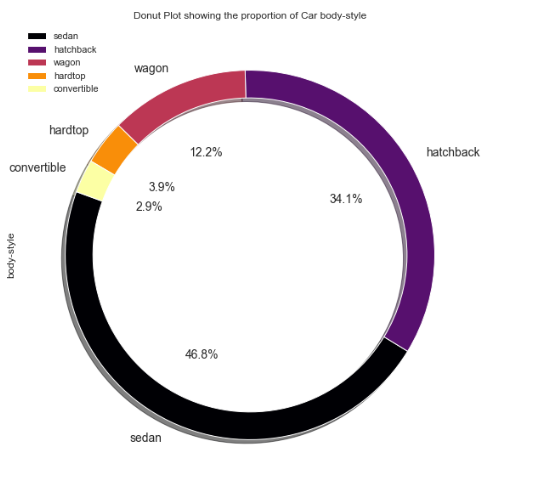 Donut Plot showing the proportion of Car body-style
sedan
hatchback
wagon
hardtop
convertible
wagon
hardtop
convertible
hatchback
12.2%
3.9%
2.9%
34.1%
body-style
46.8%
sedan